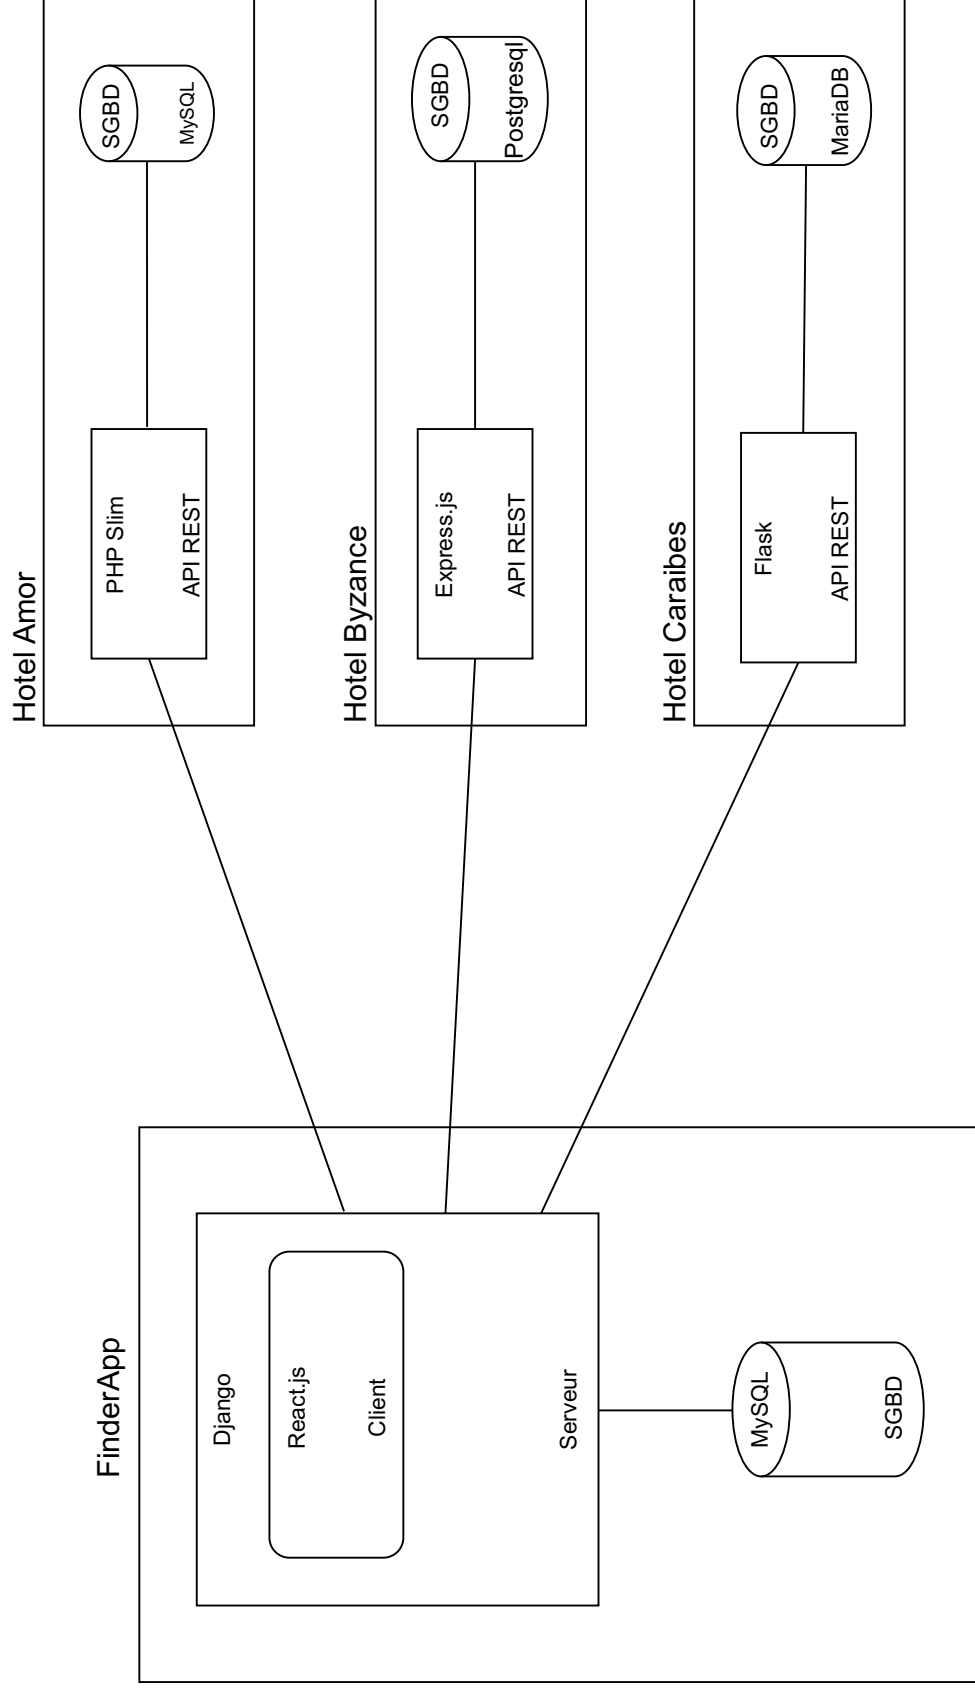 FinderApp
Django
React.js
Client
Serveur
MySQL
SGBD
Hotel Amor
PHP Slim
API REST
SGBD
MySQL
Hotel Byzance
Express.js
API REST
SGBD
Postgresql
Hotel Caraibes
Flask
API REST
SGBD
MariaDB